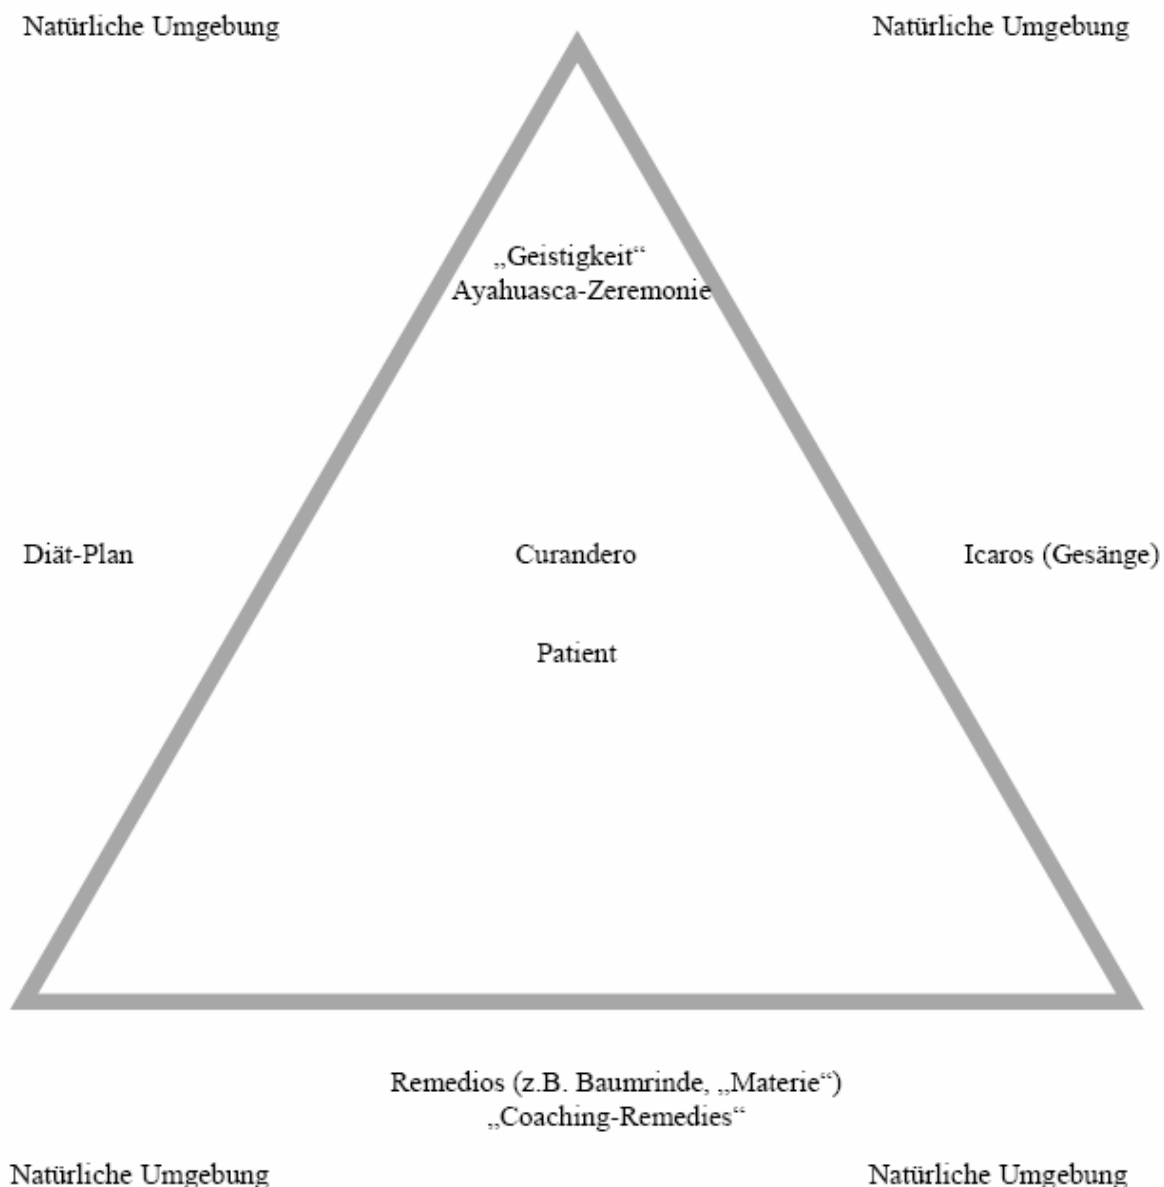 Natürliche Umgebung
Natürliche Umgebung
„Geistigkeit“
Ayahuasca-Zeremonie
Diät-Plan
Curandero
Icaros (Gesänge)
Patient
Remedios (z.B. Baumrinde, „Materie“)
„Coaching-Remedies“
Natürliche Umgebung
Natürliche Umgebung